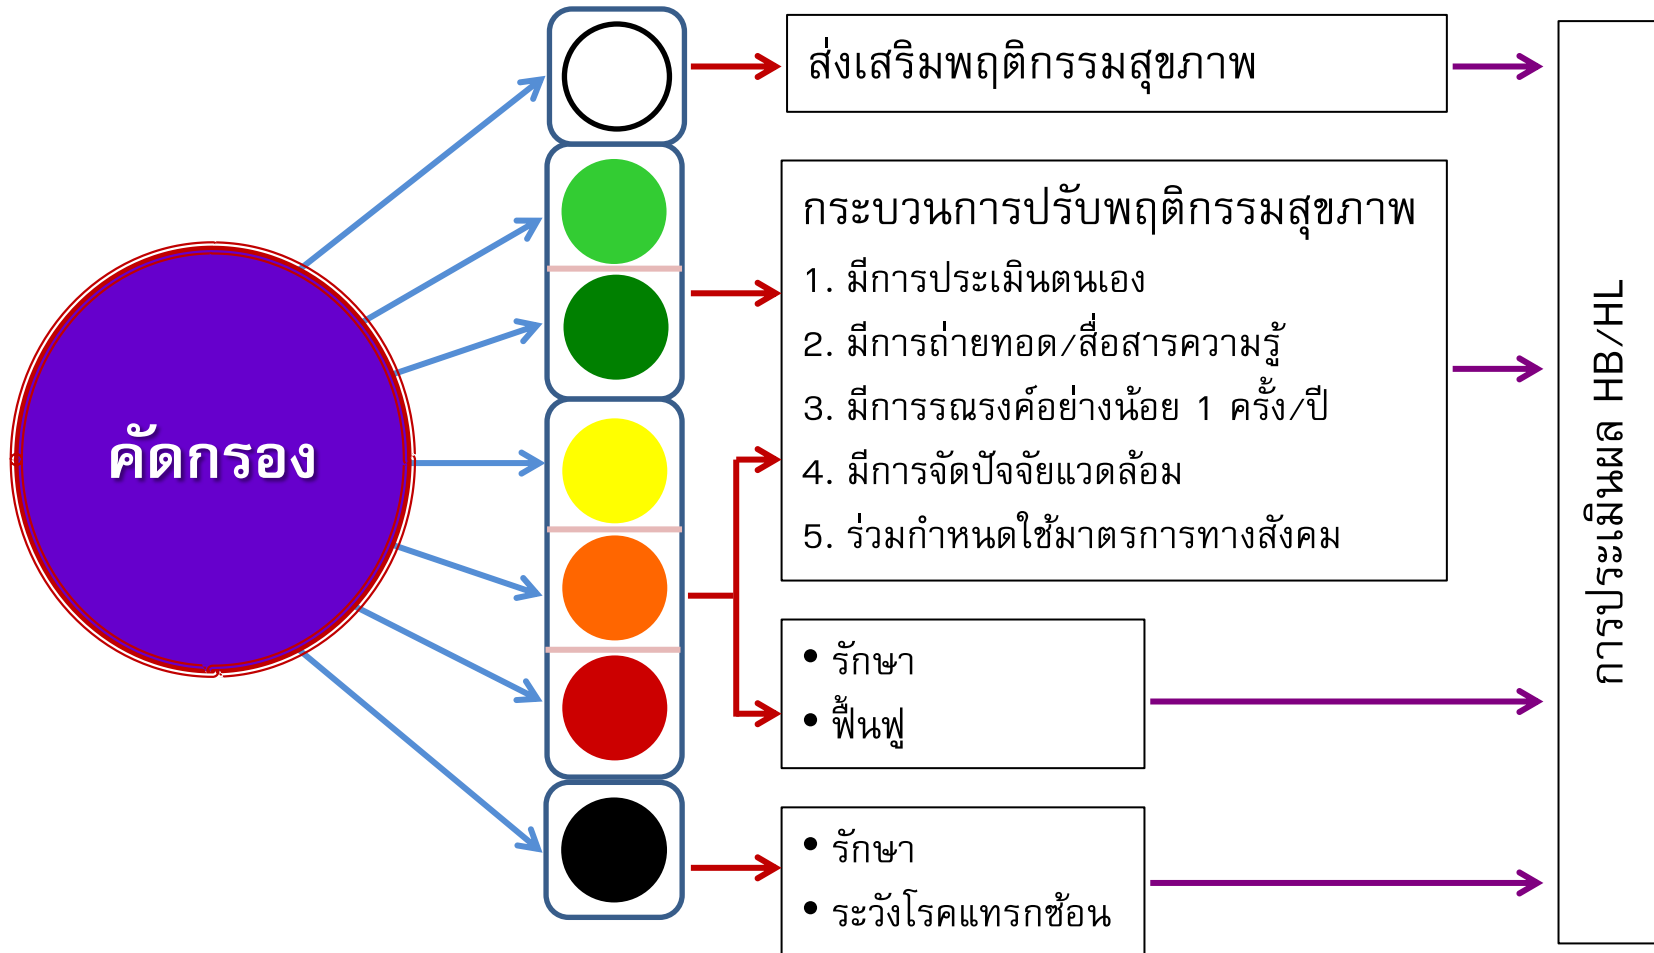 คัดกรอง
ส่งเสริมพฤติกรรมสุขภาพ
กระบวนการปรับพฤติกรรมสุขภาพ
1. มีการประเมินตนเอง
2. มีการถ่ายทอด/สื่อสารความรู้
3. มีการรณรงค์อย่างน้อย 1 ครั้ง/ปี
4. มีการจัดปัจจัยแวดล้อม
5. ร่วมกำหนดใช้มาตรการทางสังคม
• รักษา
• ฟื้นฟู
• รักษา
• ระวังโรคแทรกซ้อน
การประเมินผล HB/HL